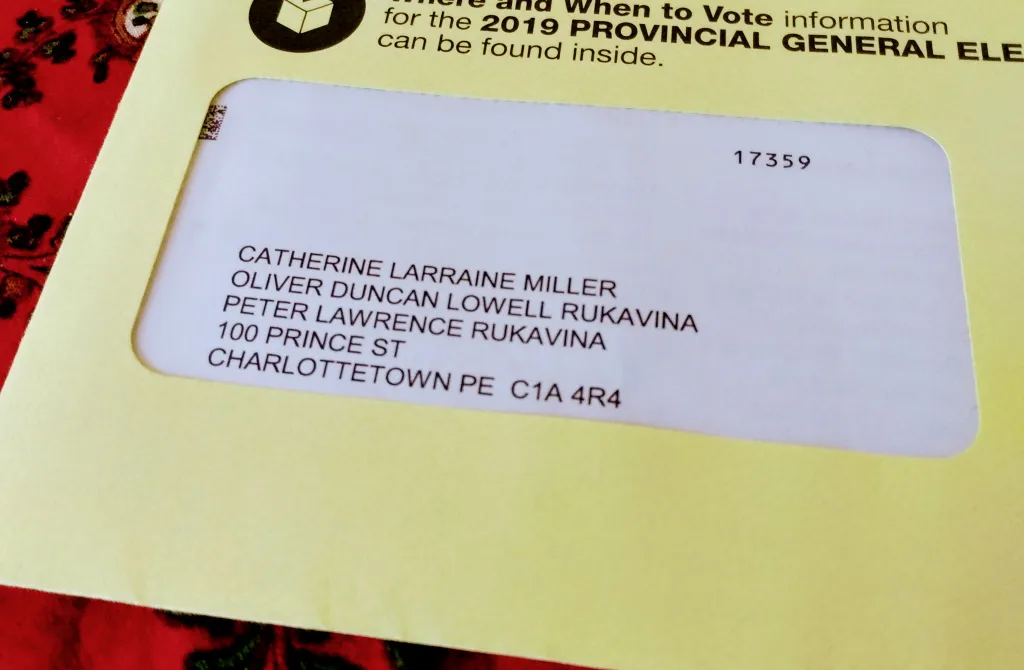 Where and When to Vote information
for the 2019 PROVINCIAL GENERAL ELE
can be found inside.
17359
CATHERINE LARRAINE MILLER
OLIVER DUNCAN LOWELL RUKAVINA
PETER LAWRENCE RUKAVINA
100 PRINCE ST
CHARLOTTETOWN PE C1A 4R4